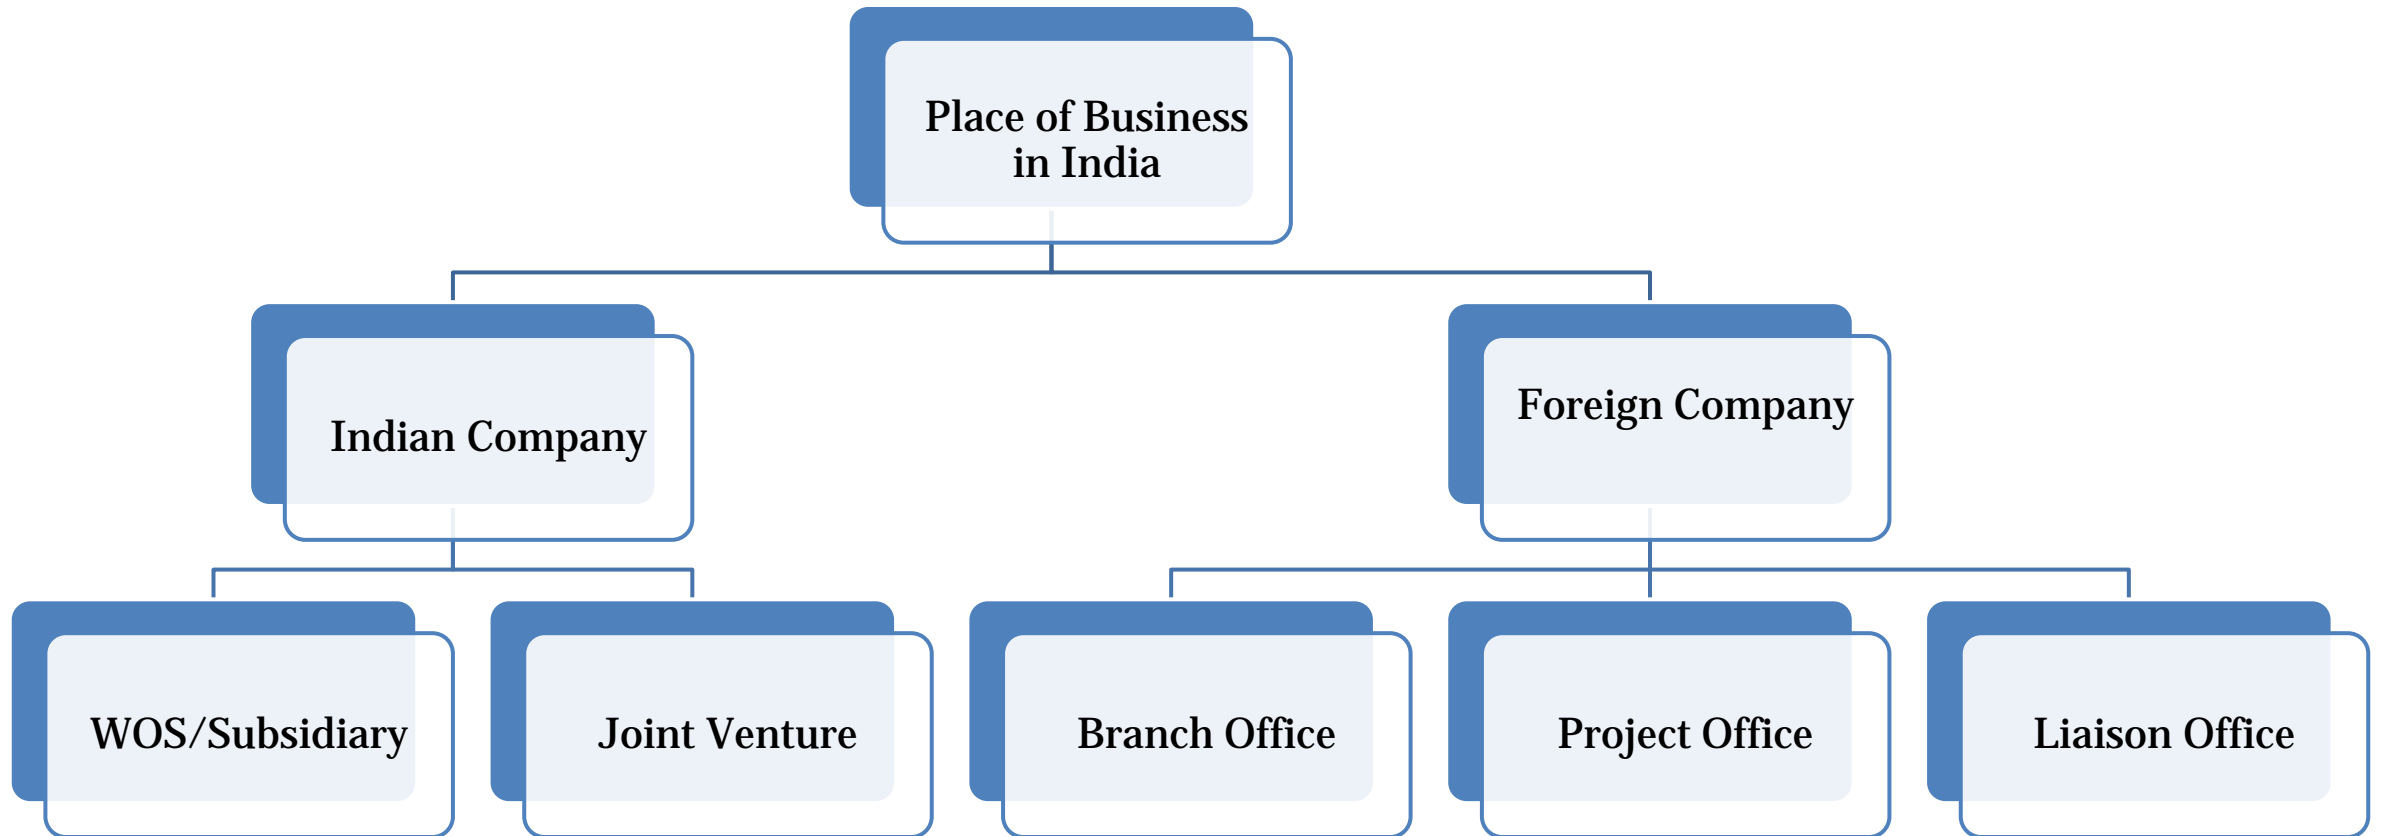 Place of Business
in India
Indian Company
Foreign Company
WOS/Subsidiary
Joint Venture
Branch Office
Project Office
Liaison Office